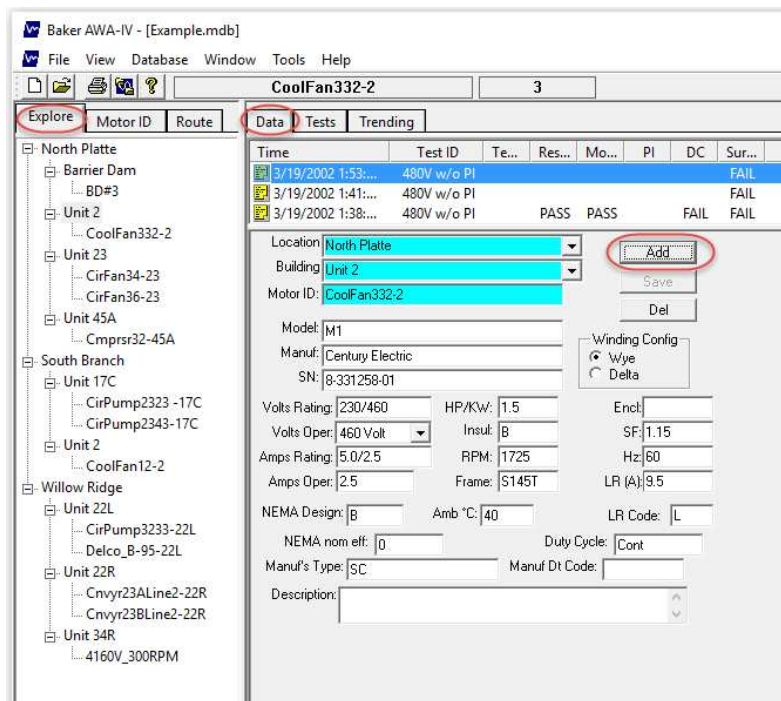 Baker AWA-IV - [Example.mdb]
File View Database Window Tools Help
CoolFan332-2 3
Explore Motor ID Route
North Platte
Barrier Dam
BD#3
Unit 2
CoolFan332-2
Unit 23
CirFan34-23
CirFan36-23
Unit 45A
Cmprsr32-45A
South Branch
Unit 17C
CirPump2323 -17C
CirPump2343-17C
Unit 2
CoolFan12-2
Willow Ridge
Unit 22L
CirPump3233-22L
Delco_B-95-22L
Unit 22R
Cnvyr23ALine2-22R
Cnvyr23BLine2-22R
Unit 34R
4160V_300RPM
Data Tests Trending
Time Test ID Te... Res... Mo... PI DC Sur...
3/19/2002 1:53:... 480V w/o PI FAIL
3/19/2002 1:41:... 480V w/o PI FAIL
3/19/2002 1:38:... 480V w/o PI PASS PASS FAIL FAIL
Location North Platte Add
Building Unit 2 Save
Motor ID: CoolFan332-2 Del
Model: M1 Winding Config
Manuf: Century Electric Wye
SN: 8-331258-01 Delta
Volts Rating: 230/460 HP/KW: 1.5 Encl:
Volts Oper: 460 Volt Insul: B SF: 1.15
Amps Rating: 5.0/2.5 RPM: 1725 Hz: 60
Amps Oper: 2.5 Frame: S145T LR (A): 9.5
NEMA Design: B Amb °C: 40 LR Code: L
NEMA nom eff: 0 Duty Cycle: Cont
Manuf's Type: SC Manuf Dt Code:
Description: